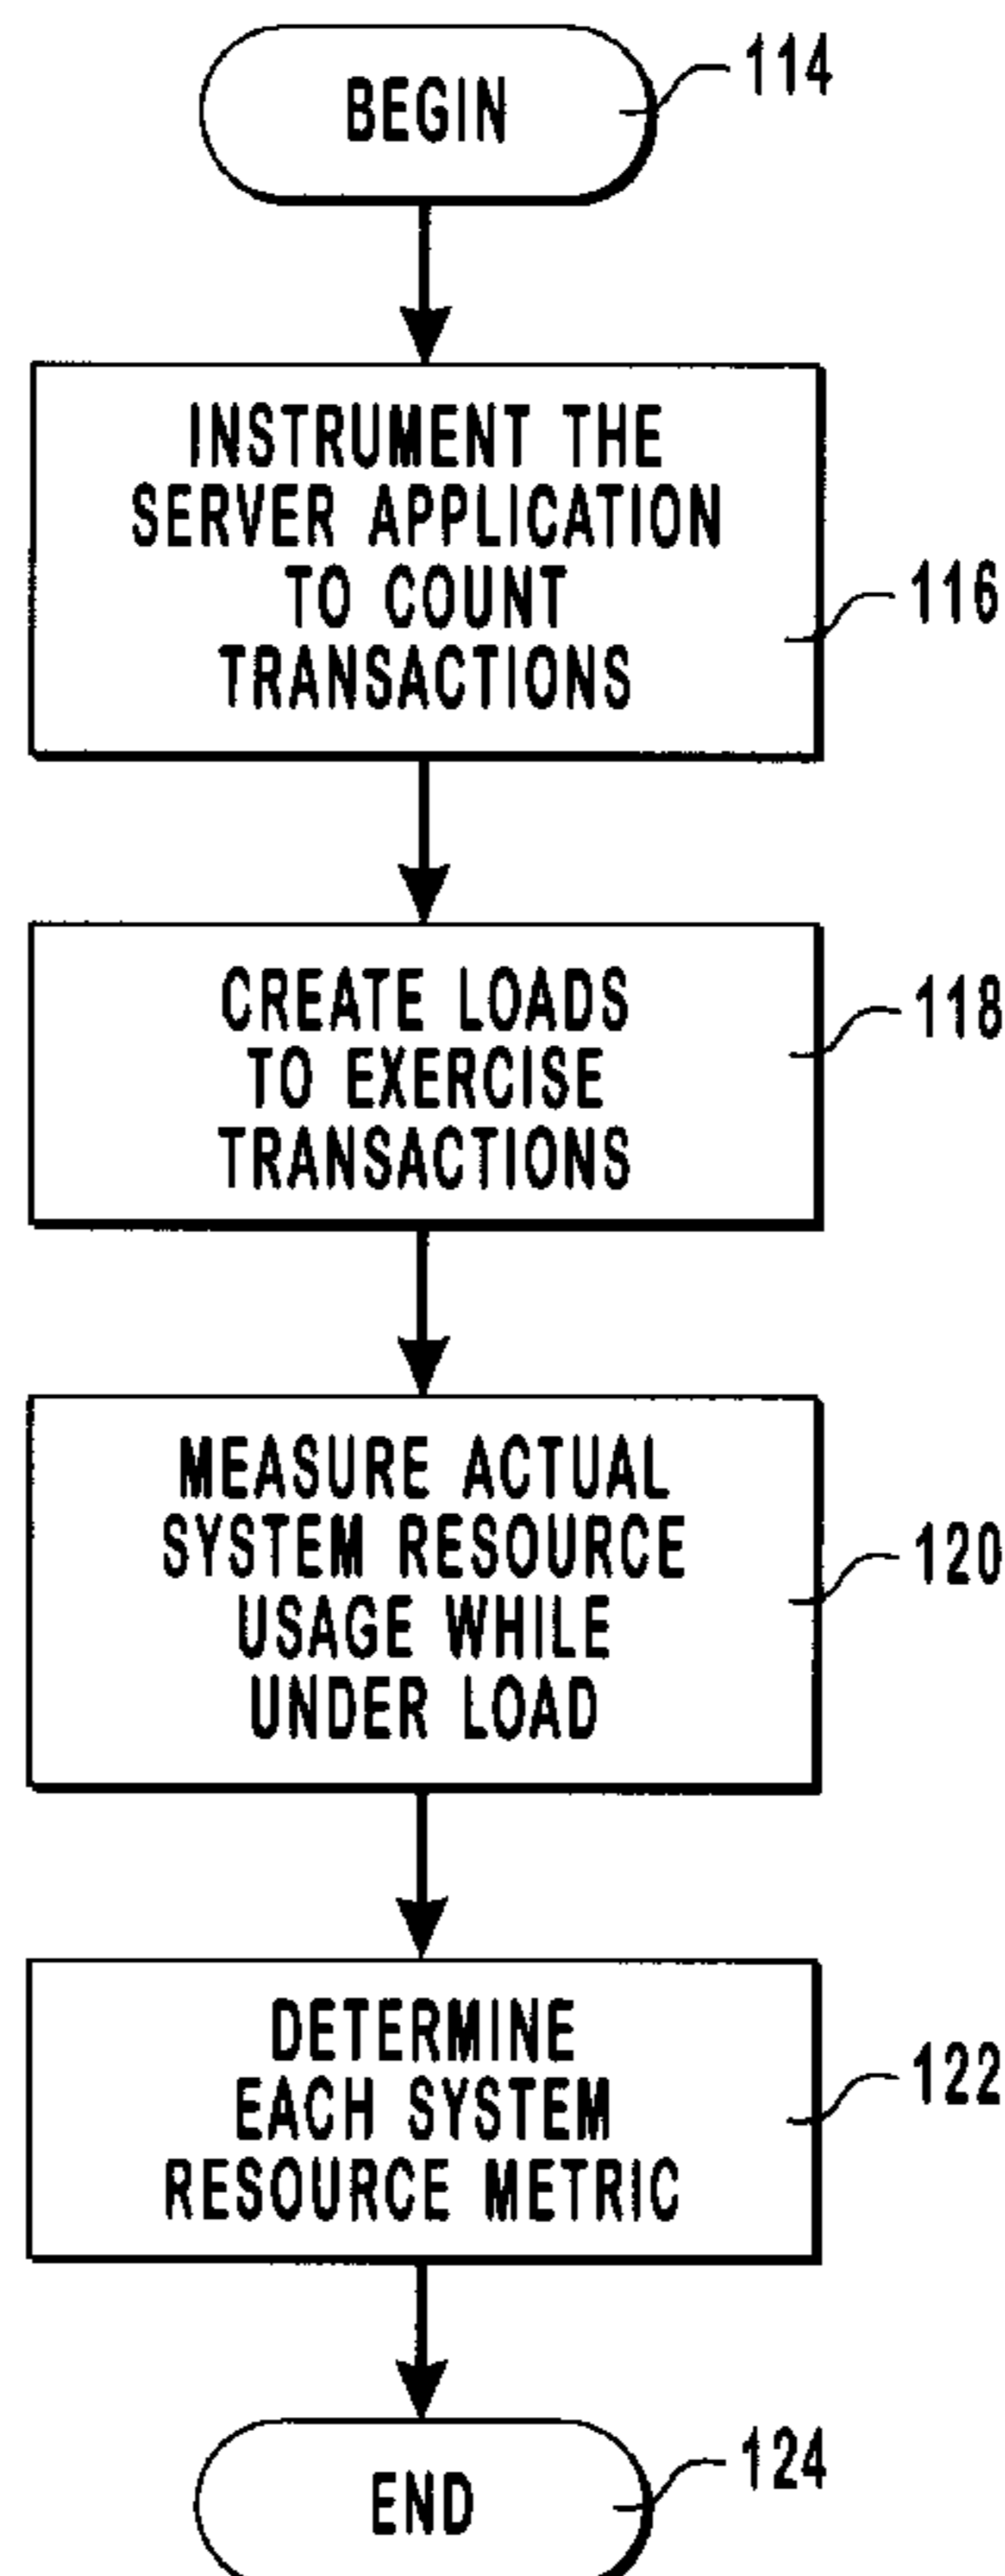 BEGIN
114
INSTRUMENT THE
SERVER APPLICATION
TO COUNT
TRANSACTIONS
116
CREATE LOADS
TO EXERCISE
TRANSACTIONS
118
MEASURE ACTUAL
SYSTEM RESOURCE
USAGE WHILE
UNDER LOAD
120
DETERMINE
EACH SYSTEM
RESOURCE METRIC
122
END
124